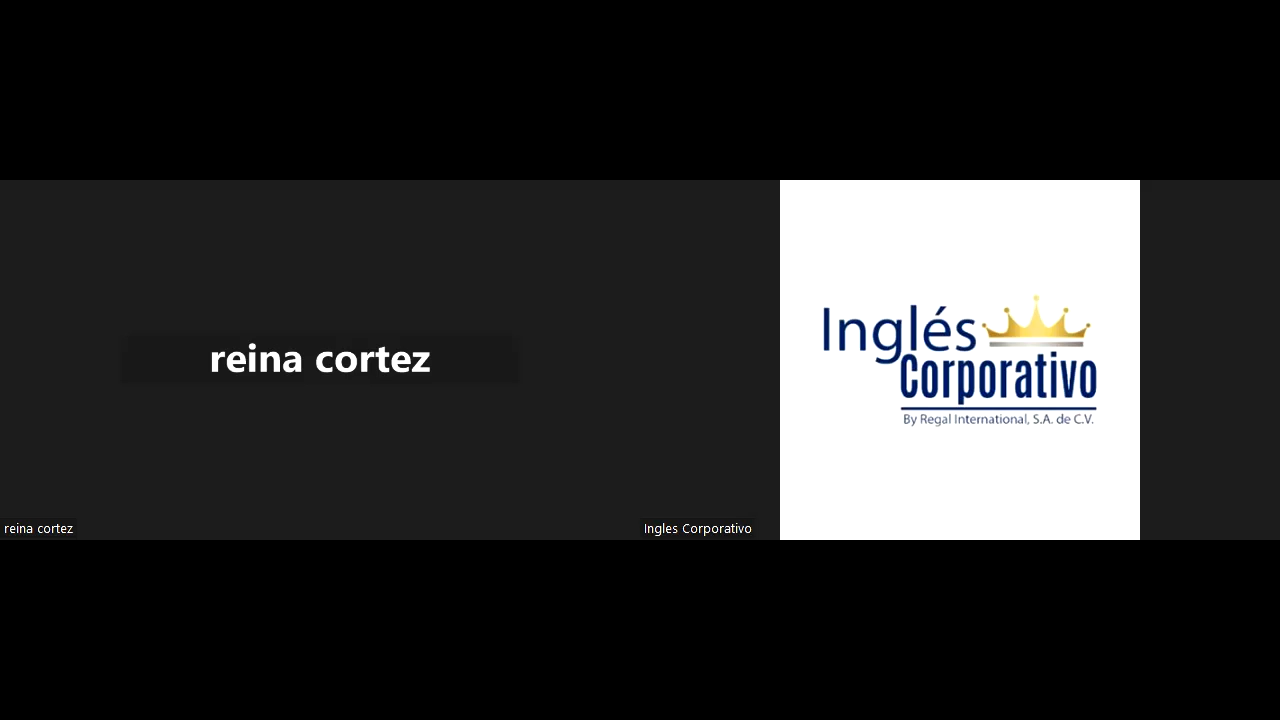 reina cortez
reina cortez
Inglés
Corporativo
By Regal International, S.A. de C.V.
Ingles Corporativo